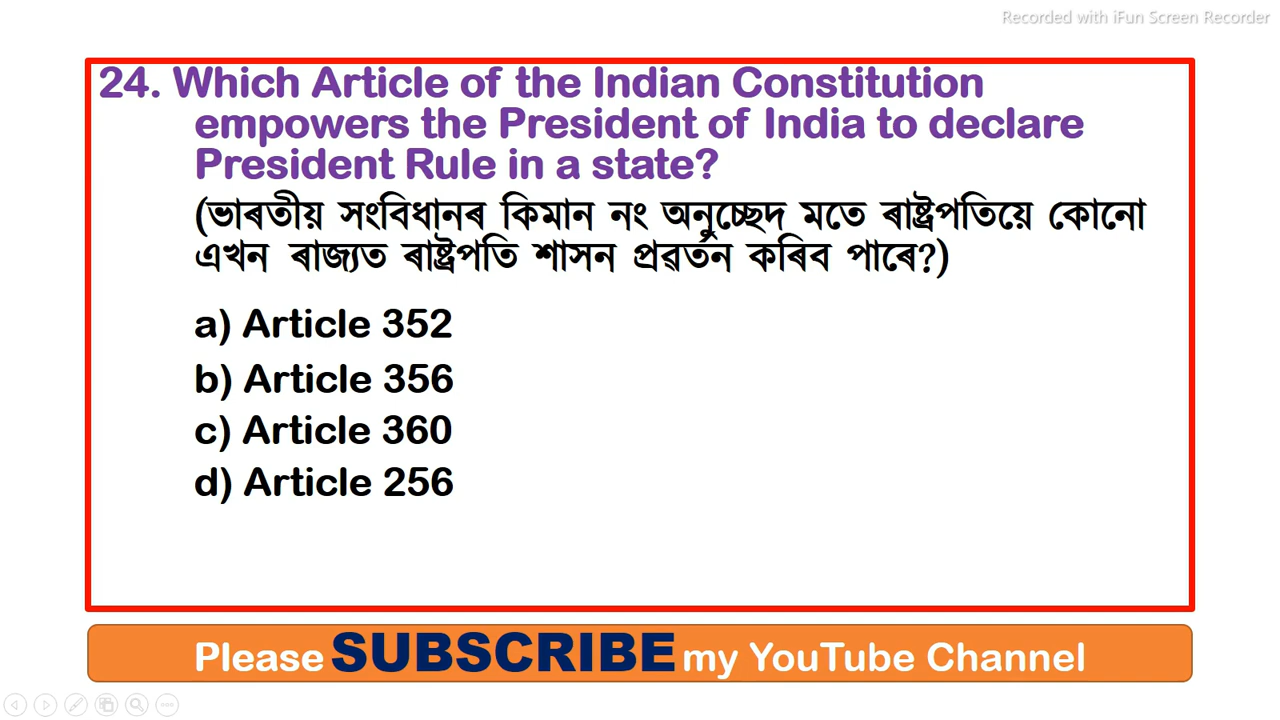 Recorded with iFun Screen Recorder
24. Which Article of the Indian Constitution
empowers the President of India to declare
President Rule in a state?
(ভাৰতীয় সংবিধানৰ কিমান নং অনুচ্ছেদ মতে ৰাষ্ট্ৰপতিয়ে কোনো
এখন ৰাজ্যত ৰাষ্ট্ৰপতি শাসন প্ৰৱৰ্তন কৰিব পাৰে?)
a) Article 352
b) Article 356
c) Article 360
d) Article 256
Please SUBSCRIBE my YouTube Channel